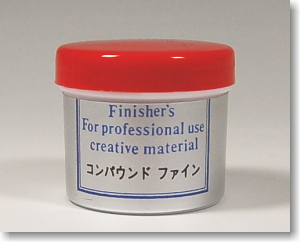 Finisher's
For professional use
creative material
コンパウンド ファイン